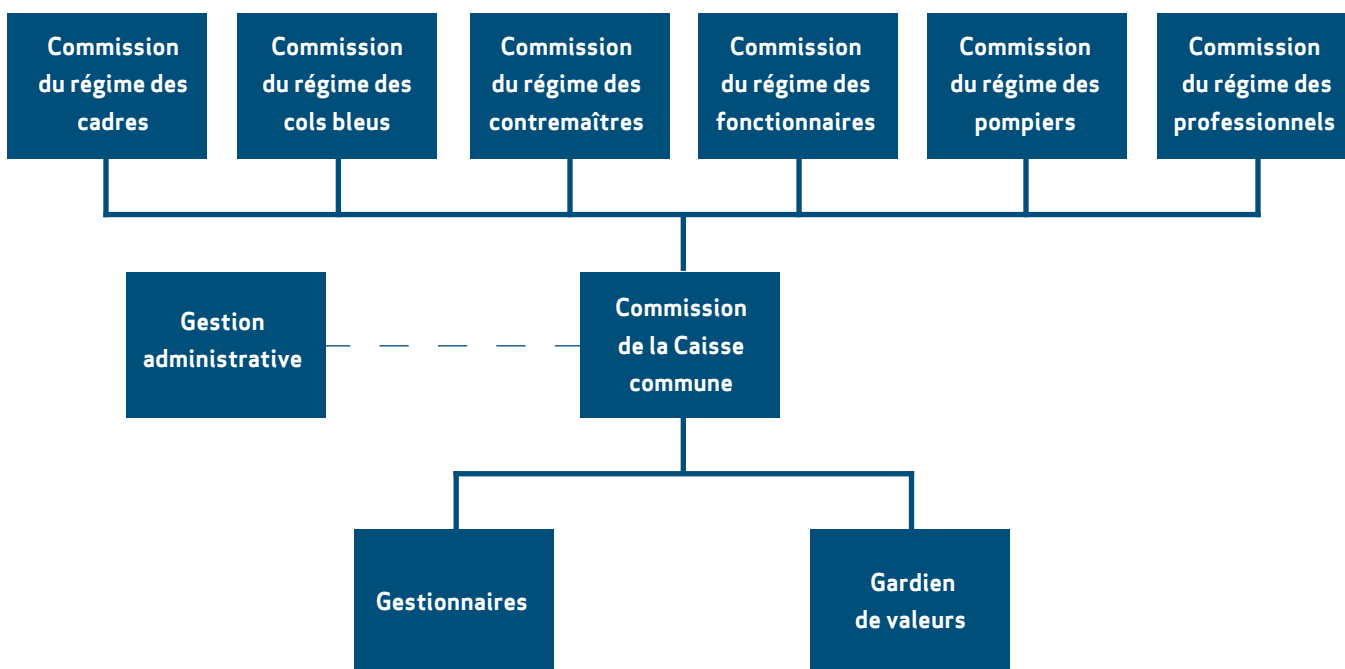 Commission
du régime des
cadres
Commission
du régime des
cols bleus
Commission
du régime des
contremaîtres
Commission
du régime des
fonctionnaires
Commission
du régime des
pompiers
Commission
du régime des
professionnels
Gestion
administrative
Commission
de la Caisse
commune
Gestionnaires
Gardien
de valeurs